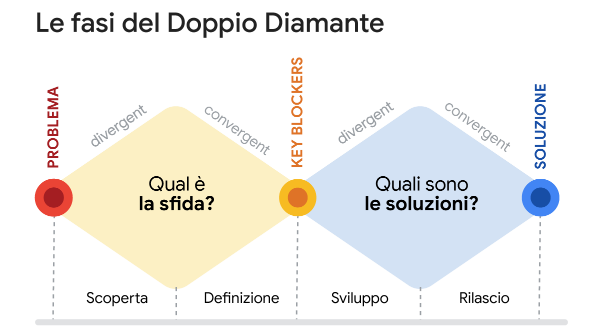 Le fasi del Doppio Diamante
PROBLEMA
divergent
convergent
KEY BLOCKERS
divergent
convergent
SOLUZIONE
Qual è
la sfida?
Quali sono
le soluzioni?
Scoperta
Definizione
Sviluppo
Rilascio